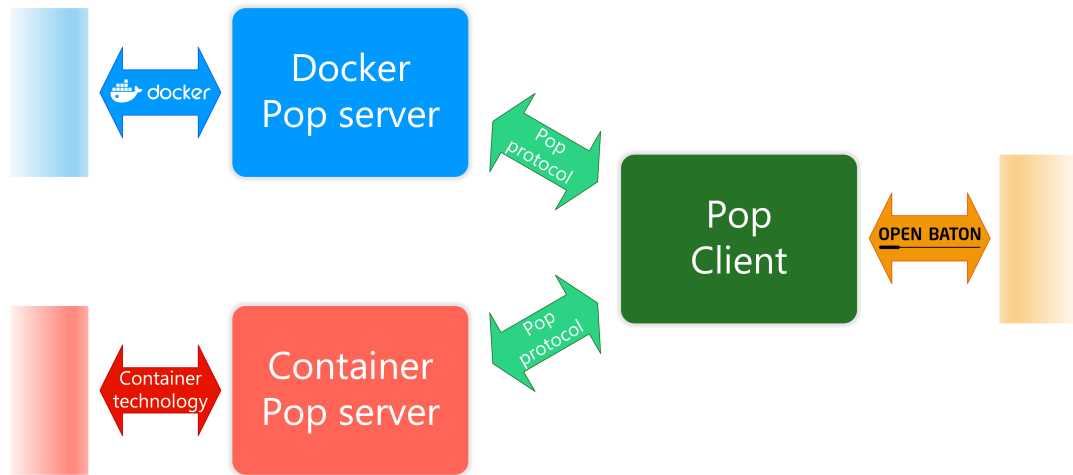 docker
Docker
Pop server
Pop
protocol
Pop
Client
OPEN BATON
Container
technology
Container
Pop server
Pop
protocol